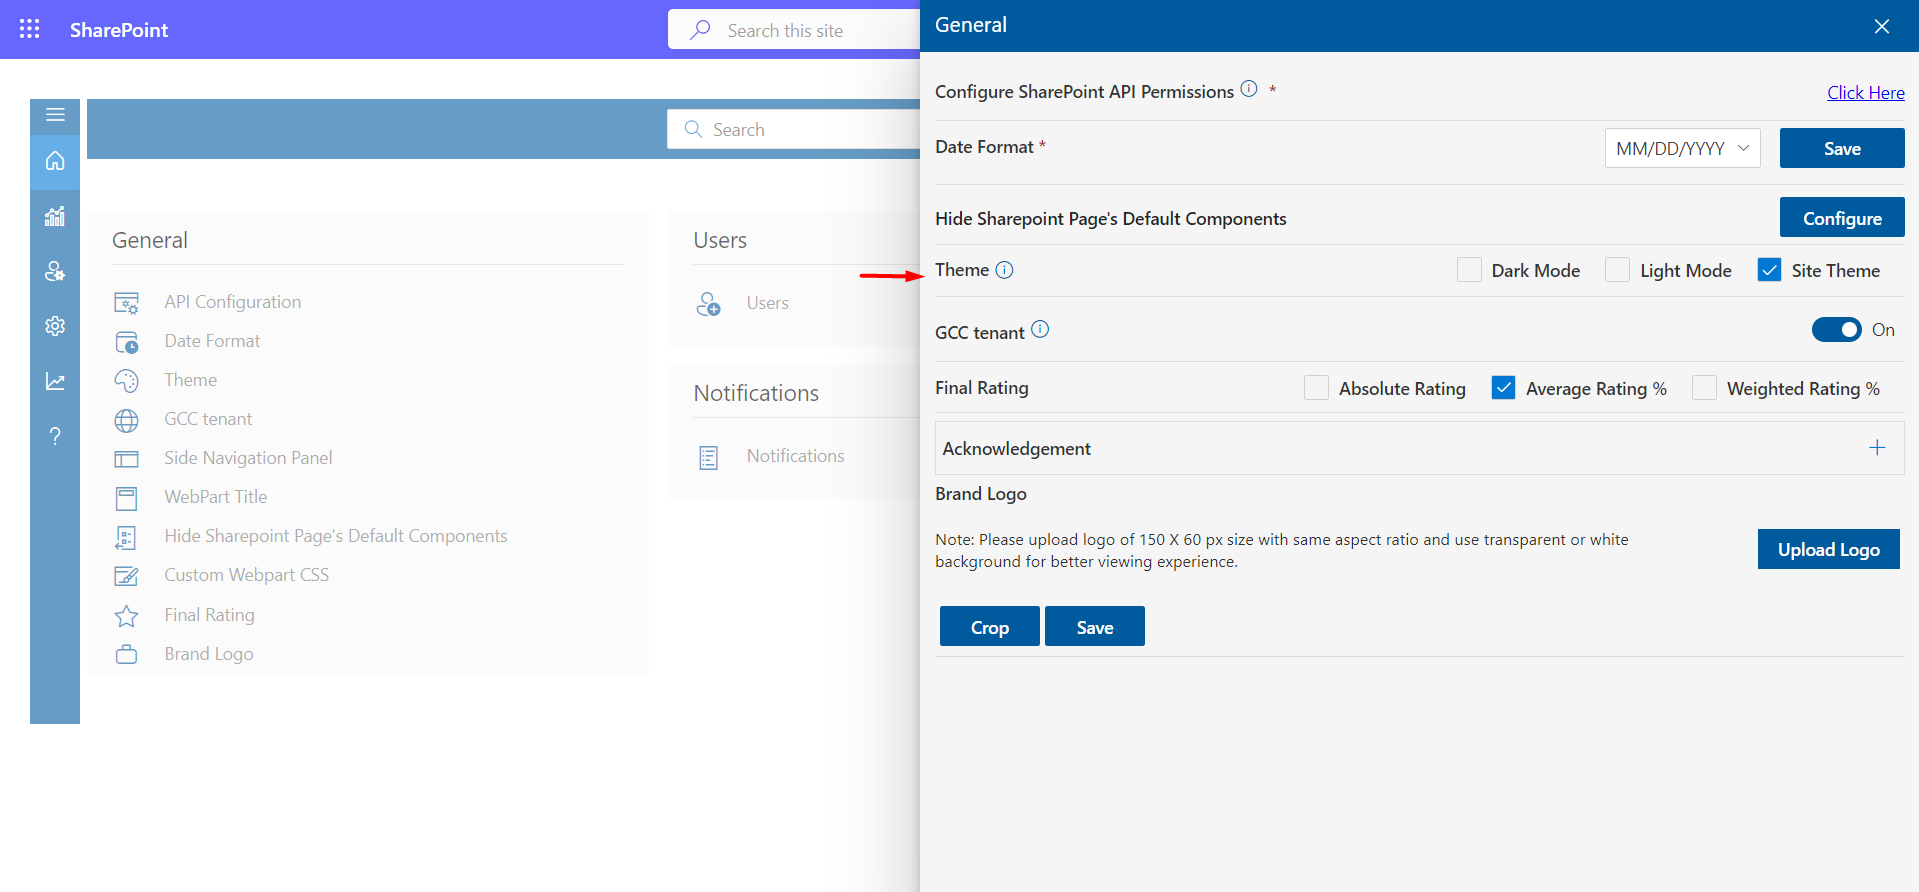 SharePoint
Search this site
Search
General
API Configuration
Date Format
Theme
GCC tenant
Side Navigation Panel
WebPart Title
Hide Sharepoint Page's Default Components
Custom Webpart CSS
Final Rating
Brand Logo
Users
Users
Notifications
Notifications
General
Configure SharePoint API Permissions *
Click Here
Date Format *
MM/DD/YYYY
Save
Hide Sharepoint Page's Default Components
Configure
Theme
Dark Mode
Light Mode
Site Theme
GCC tenant
On
Final Rating
Absolute Rating
Average Rating %
Weighted Rating %
Acknowledgement
Brand Logo
Note: Please upload logo of 150 X 60 px size with same aspect ratio and use transparent or white
background for better viewing experience.
Upload Logo
Crop
Save